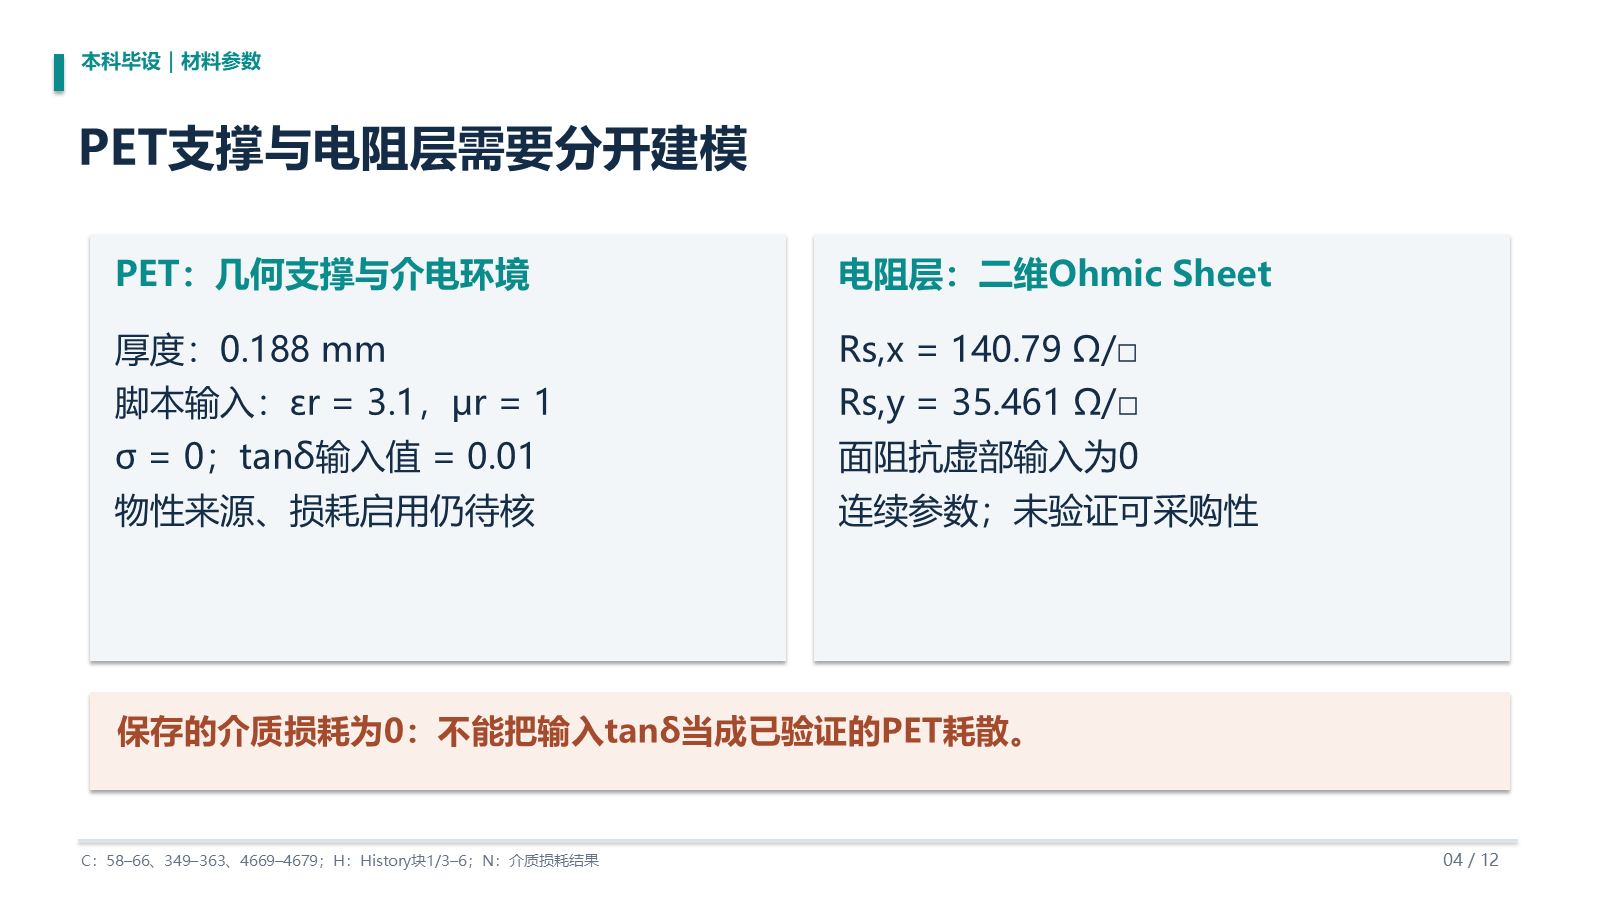 本科毕设｜材料参数
PET支撑与电阻层需要分开建模
PET：几何支撑与介电环境
厚度：0.188 mm
脚本输入：εr = 3.1，μr = 1
σ = 0；tanδ输入值 = 0.01
物性来源、损耗启用仍待核
电阻层：二维Ohmic Sheet
Rs,x = 140.79 Ω/□
Rs,y = 35.461 Ω/□
面阻抗虚部输入为0
连续参数；未验证可采购性
保存的介质损耗为0：不能把输入tanδ当成已验证的PET耗散。
C：58–66、349–363、4669–4679；H：History块1/3–6；N：介质损耗结果
04 / 12